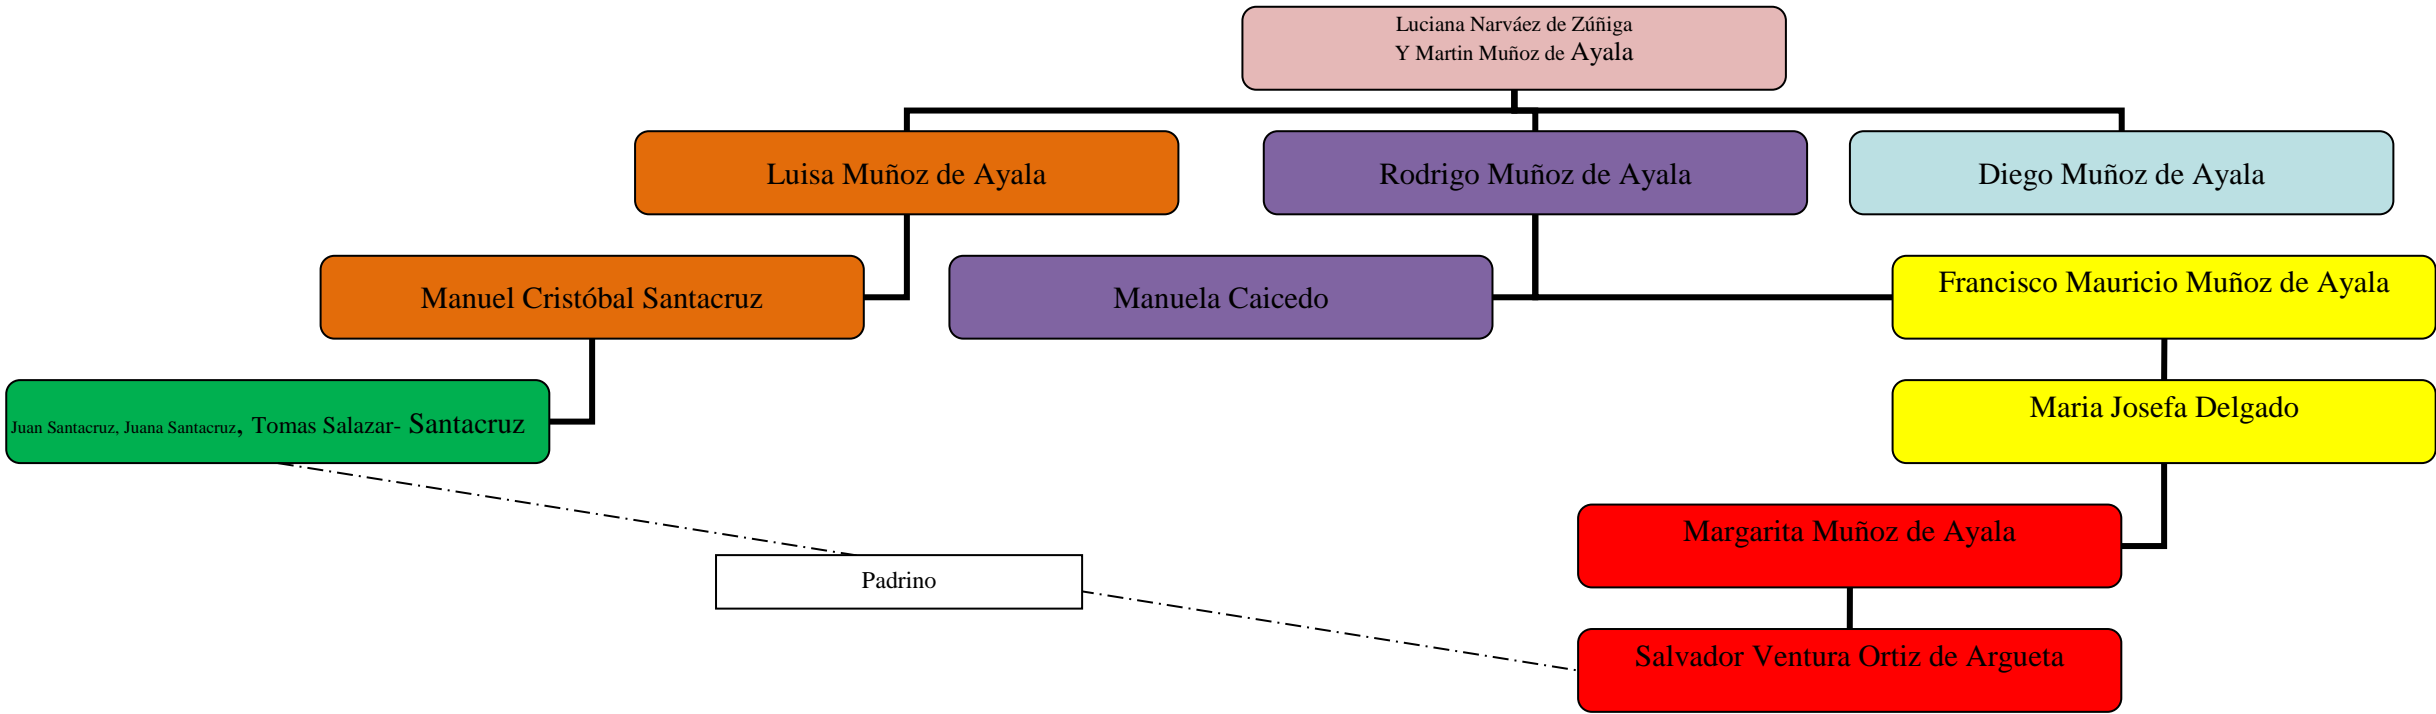 Luciana Narváez de Zúñiga
Y Martin Muñoz de Ayala
Luisa Muñoz de Ayala
Rodrigo Muñoz de Ayala
Diego Muñoz de Ayala
Manuel Cristóbal Santacruz
Manuela Caicedo
Francisco Mauricio Muñoz de Ayala
Juan Santacruz, Juana Santacruz, Tomas Salazar- Santacruz
Maria Josefa Delgado
Margarita Muñoz de Ayala
Padrino
Salvador Ventura Ortiz de Argueta